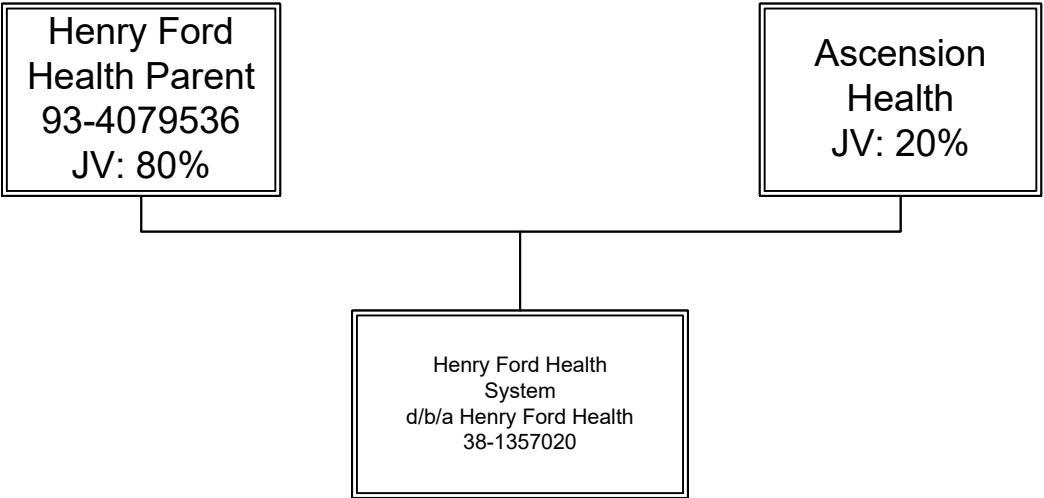 Henry Ford
Health Parent
93-4079536
JV: 80%
Ascension
Health
JV: 20%
Henry Ford Health
System
d/b/a Henry Ford Health
38-1357020